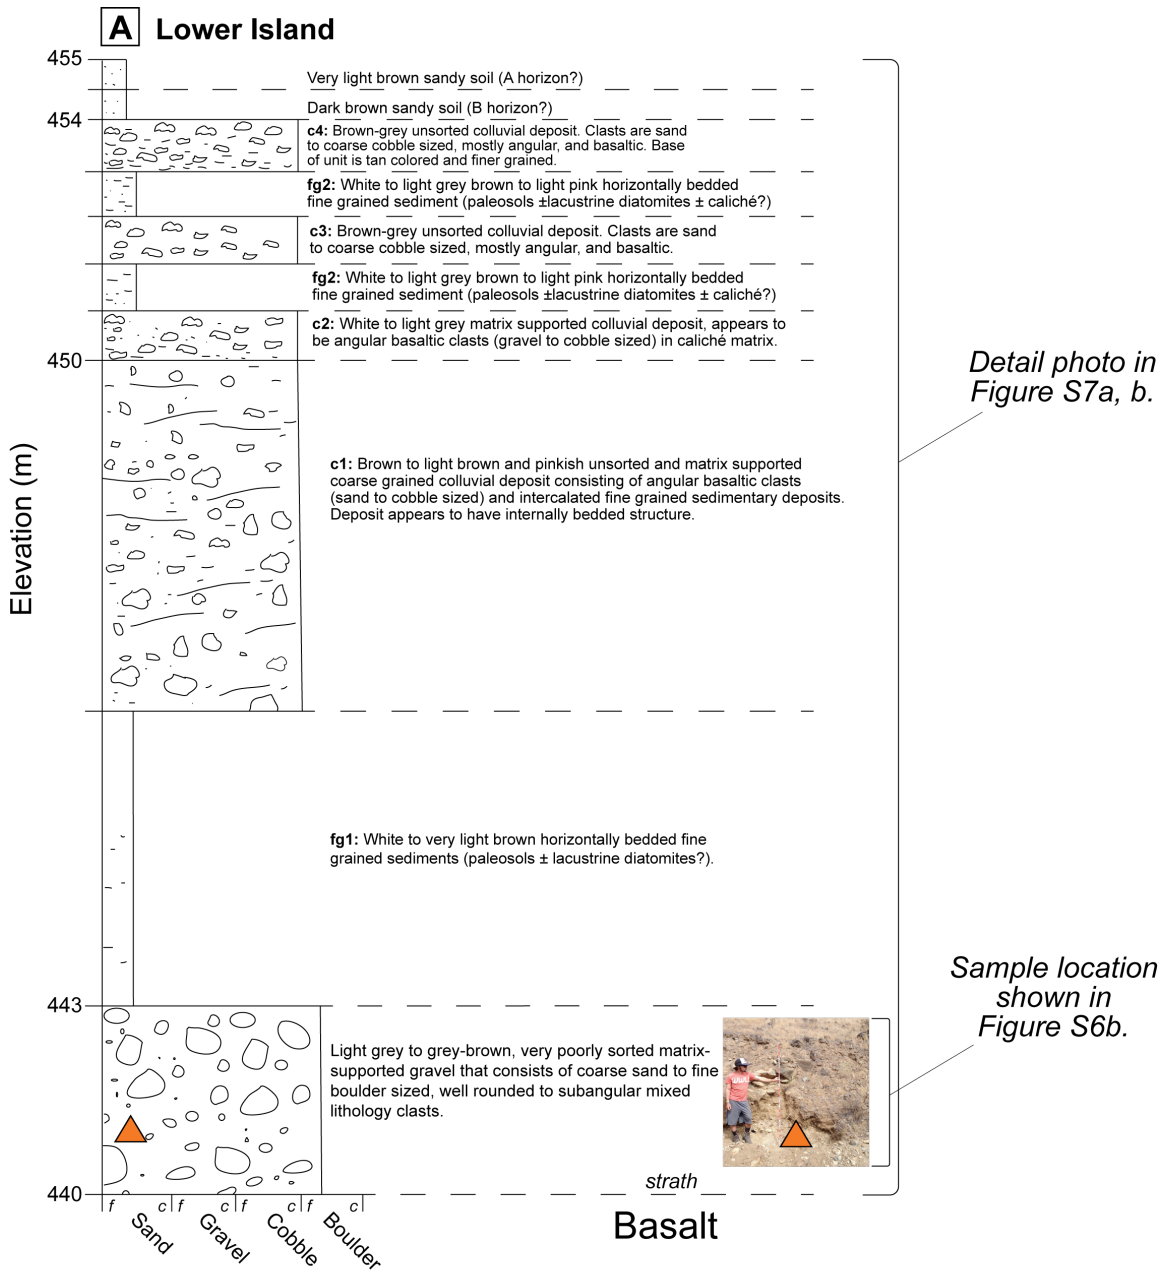 A Lower Island
455
Very light brown sandy soil (A horizon?)
Dark brown sandy soil (B horizon?)
454
c4: Brown-grey unsorted colluvial deposit. Clasts are sand
to coarse cobble sized, mostly angular, and basaltic. Base
of unit is tan colored and finer grained.
fg2: White to light grey brown to light pink horizontally bedded
fine grained sediment (paleosols ±lacustrine diatomites ± caliché?)
c3: Brown-grey unsorted colluvial deposit. Clasts are sand
to coarse cobble sized, mostly angular, and basaltic.
fg2: White to light grey brown to light pink horizontally bedded
fine grained sediment (paleosols ±lacustrine diatomites ± caliché?)
c2: White to light grey matrix supported colluvial deposit, appears to
be angular basaltic clasts (gravel to cobble sized) in caliché matrix.
450
Detail photo in
Figure S7a, b.
Elevation (m)
c1: Brown to light brown and pinkish unsorted and matrix supported
coarse grained colluvial deposit consisting of angular basaltic clasts
(sand to cobble sized) and intercalated fine grained sedimentary deposits.
Deposit appears to have internally bedded structure.
fg1: White to very light brown horizontally bedded fine
grained sediments (paleosols ± lacustrine diatomites?).
443
Sample location
shown in
Figure S6b.
Light grey to grey-brown, very poorly sorted matrix-
supported gravel that consists of coarse sand to fine
boulder sized, well rounded to subangular mixed
lithology clasts.
strath
440
f c f c f c f c
Sand Gravel Cobble Boulder
Basalt